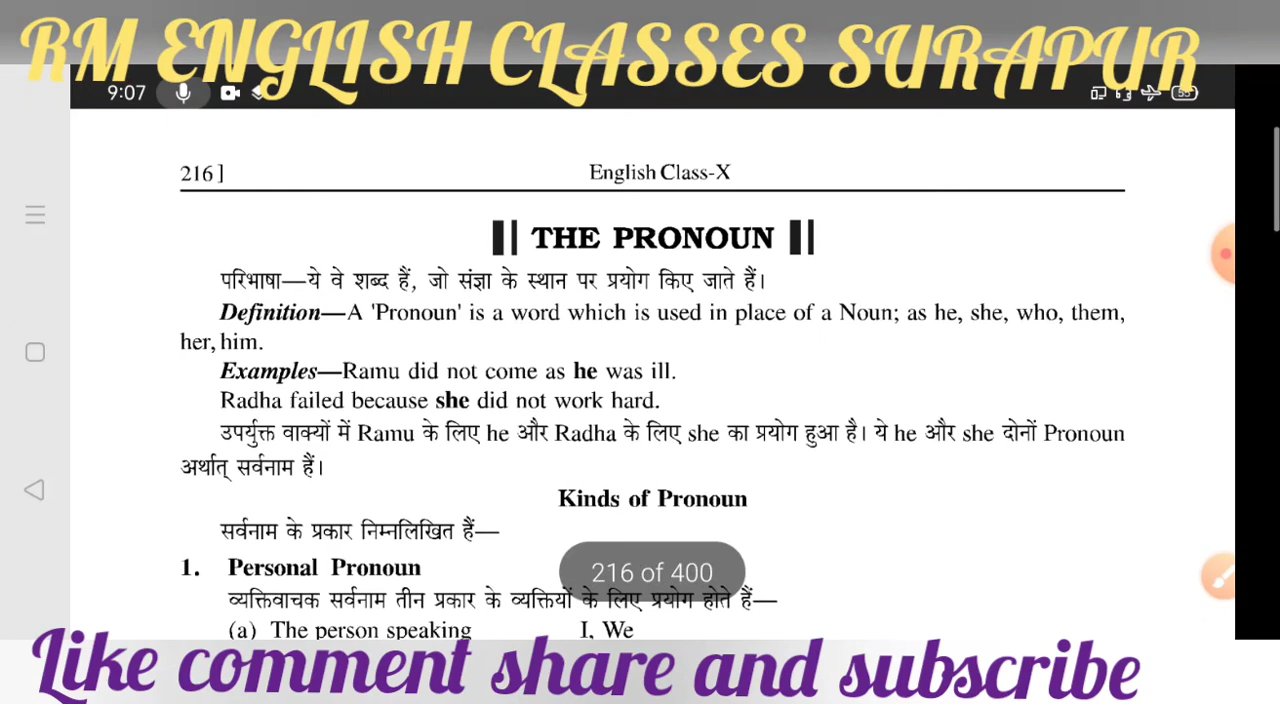 RM ENGLISH CLASSES SURAPUR
9:07
55
216]
English Class-X
THE PRONOUN
परिभाषा—ये वे शब्द हैं, जो संज्ञा के स्थान पर प्रयोग किए जाते हैं।
Definition—A 'Pronoun' is a word which is used in place of a Noun; as he, she, who, them,
her, him.
Examples—Ramu did not come as he was ill.
Radha failed because she did not work hard.
उपर्युक्त वाक्यों में Ramu के लिए he और Radha के लिए she का प्रयोग हुआ है। ये he और she दोनों Pronoun
अर्थात् सर्वनाम हैं।
Kinds of Pronoun
सर्वनाम के प्रकार निम्नलिखित हैं—
1. Personal Pronoun
216 of 400
व्यक्तिवाचक सर्वनाम तीन प्रकार के व्यक्तियों के लिए प्रयोग होते हैं—
(a) The person speaking I, We
Like comment share and subscribe